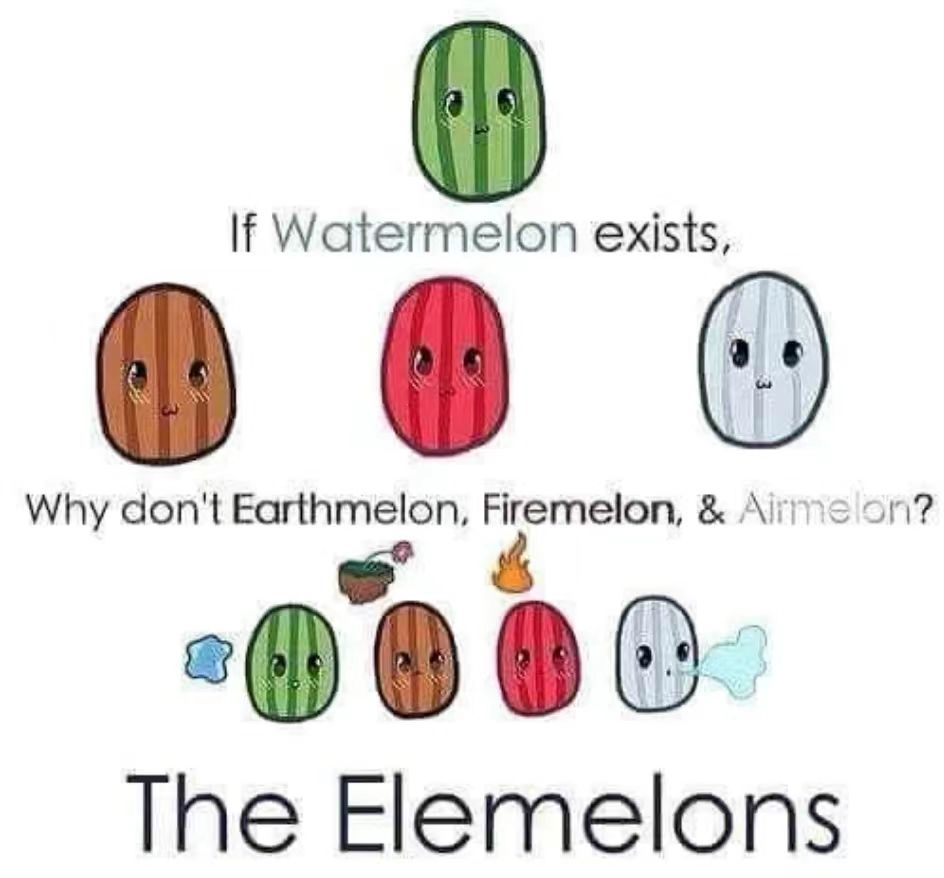 If Watermelon exists,
Why don't Earthmelon, Firemelon, & Airmelon?
The Elemelons